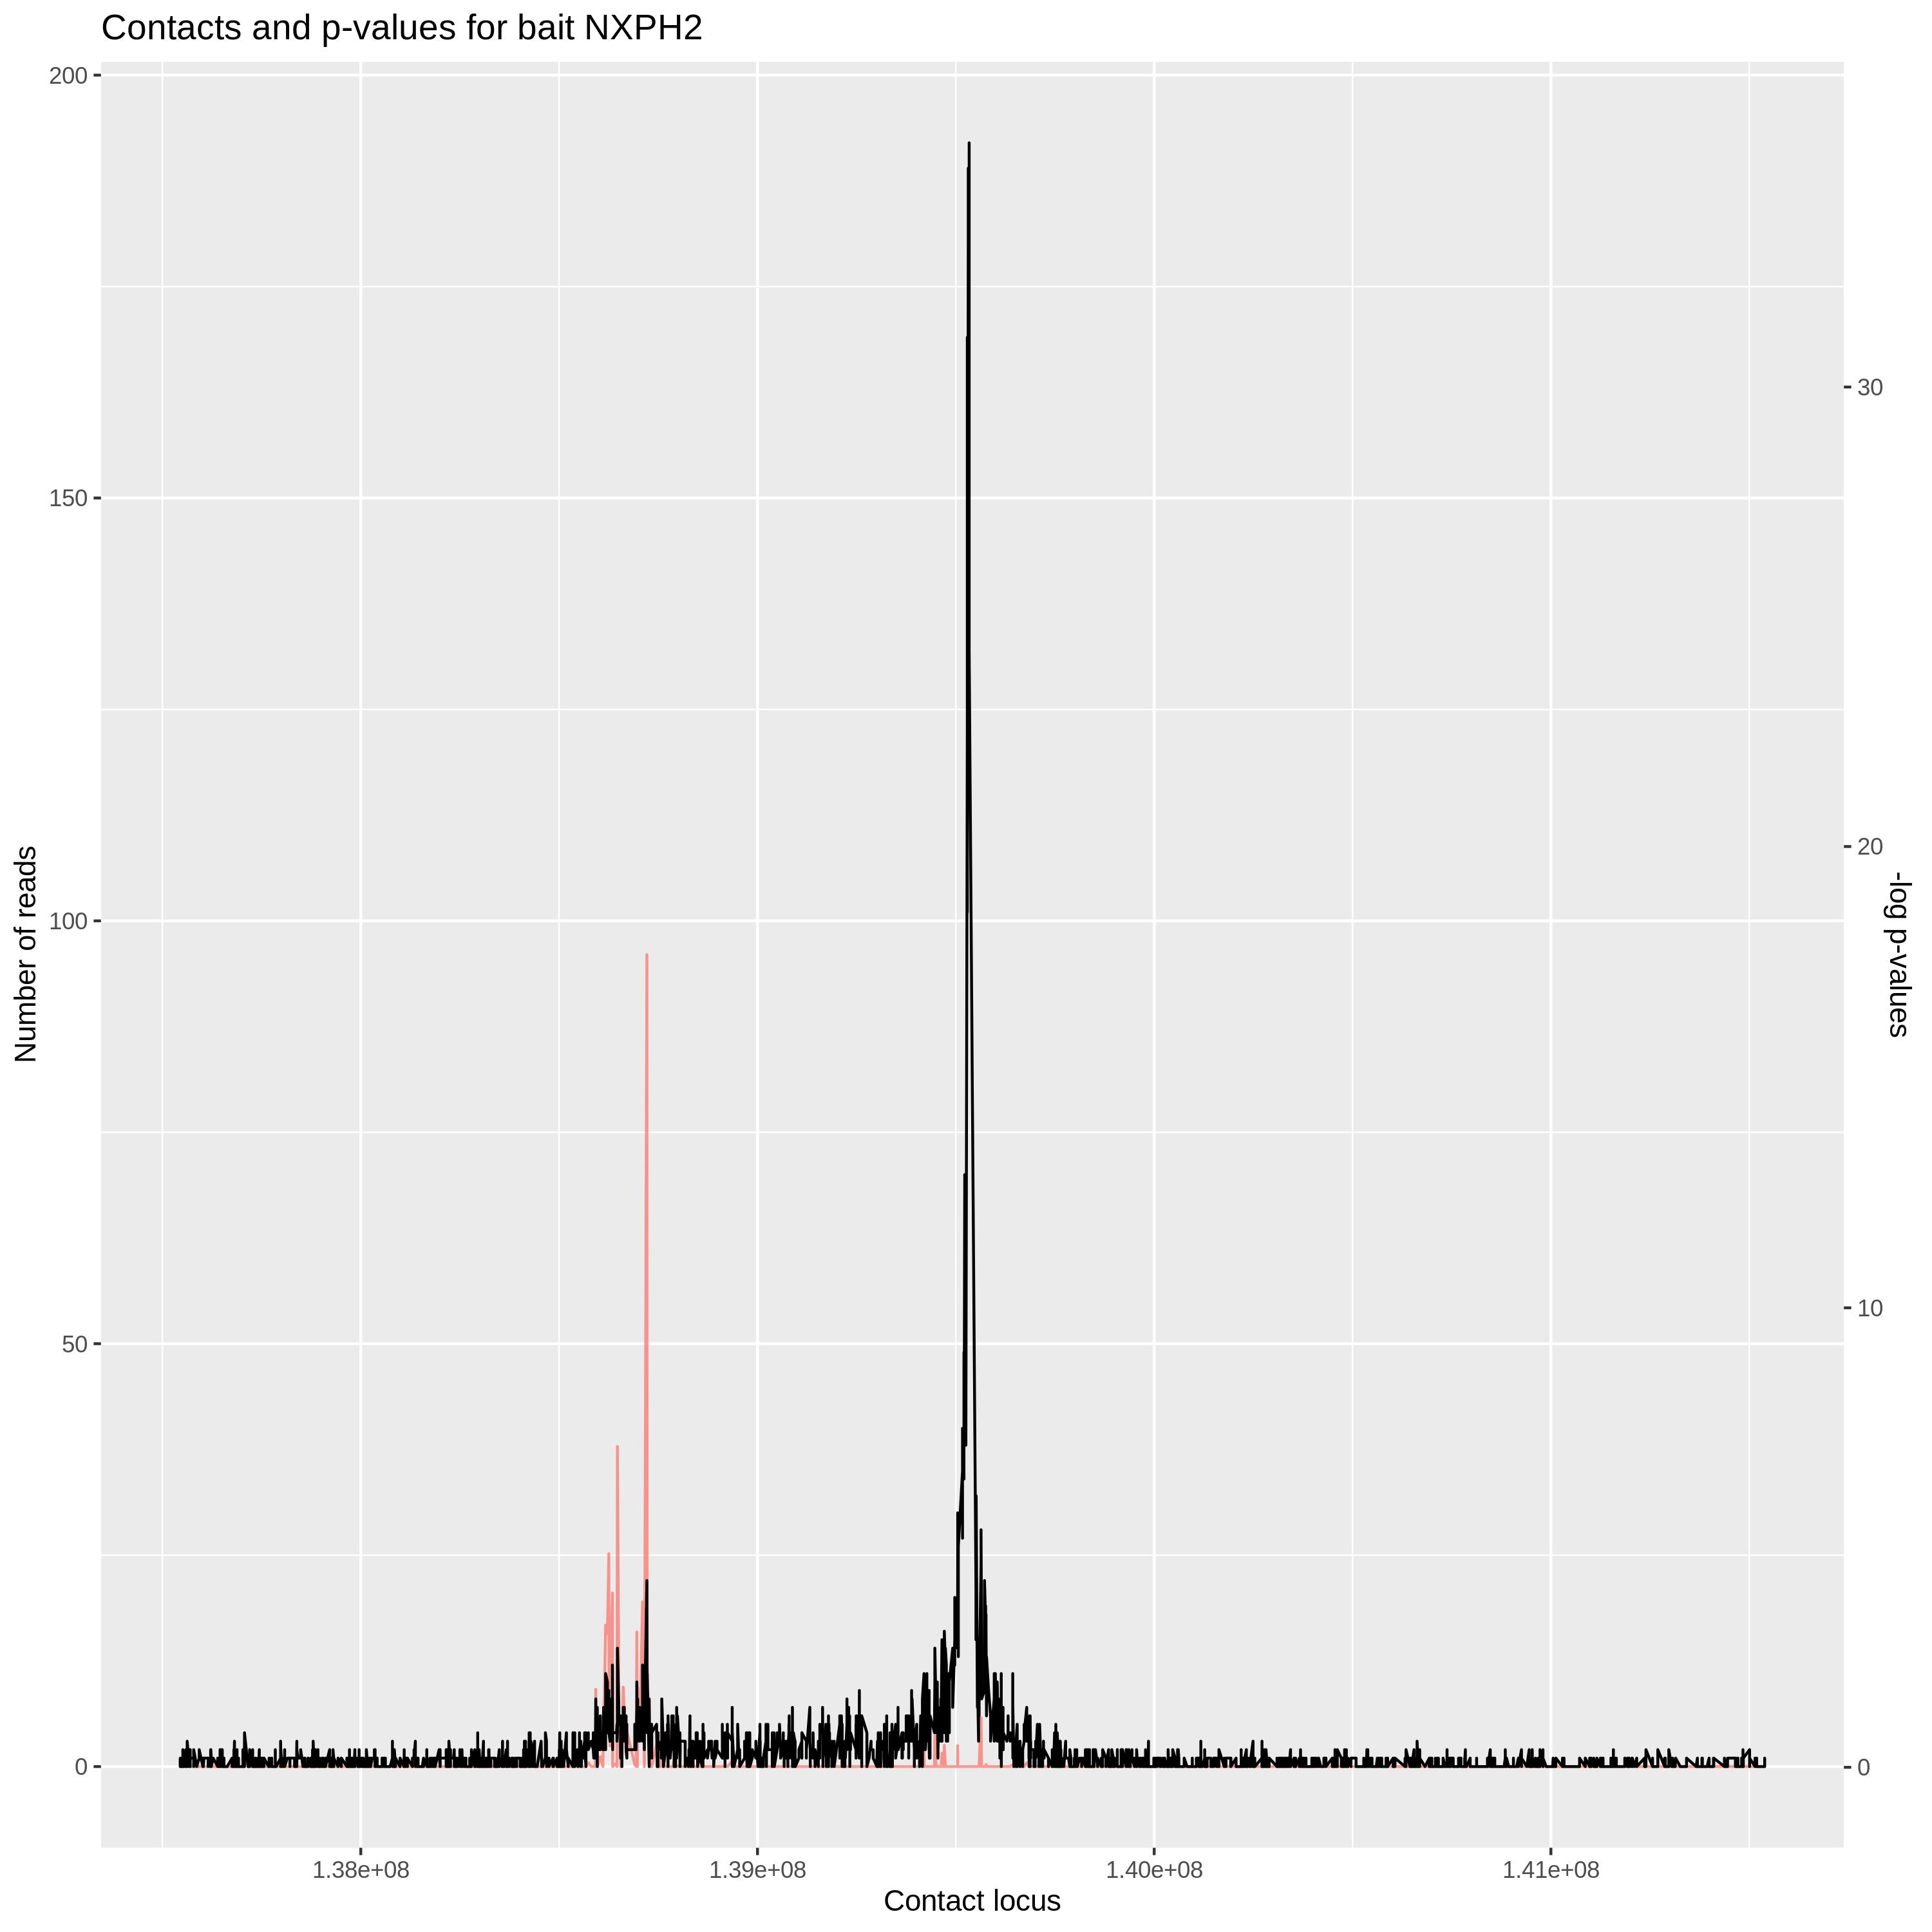 Contacts and p-values for bait NXPH2
200
150
100
50
0
Number of reads
30
20
10
0
-log p-values
1.38e+08
1.39e+08
1.40e+08
1.41e+08
Contact locus